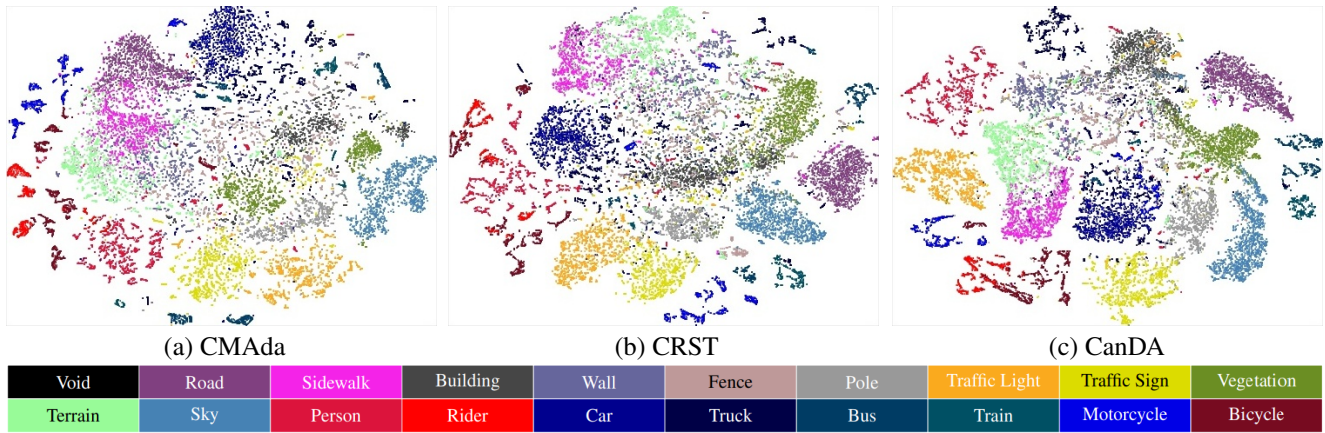 (a) CMAda (b) CRST (c) CanDA
Void Road Sidewalk Building Wall Fence Pole Traffic Light Traffic Sign Vegetation
Terrain Sky Person Rider Car Truck Bus Train Motorcycle Bicycle